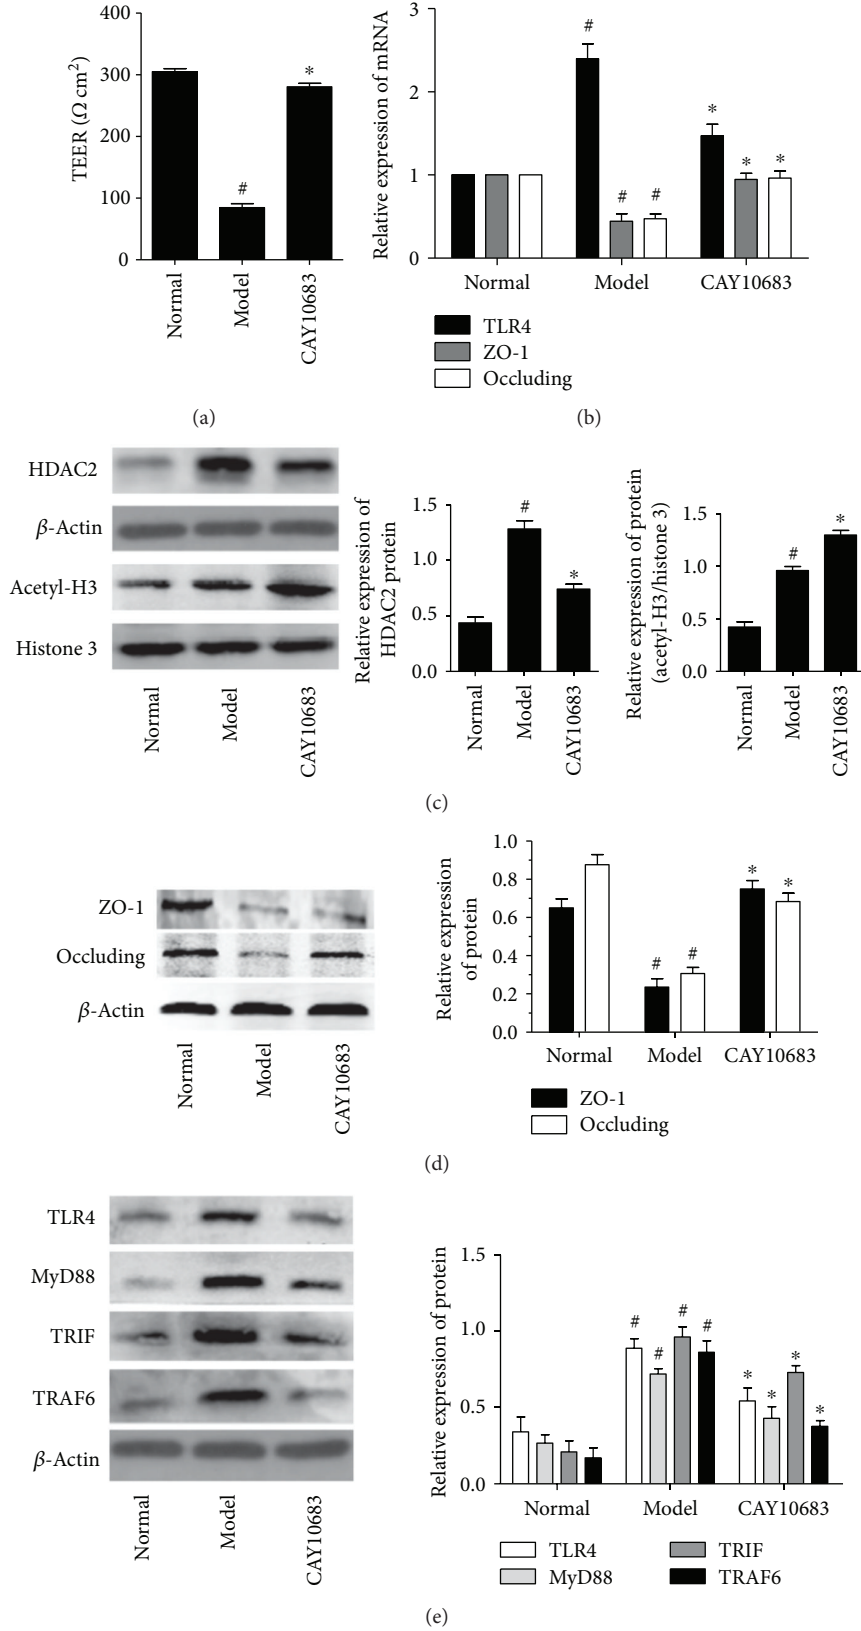 TEER (Ω cm2)
400
300
200
100
0
#
*
Normal
Model
CAY10683
(a)
Relative expression of mRNA
3
2
1
0
#
#
#
*
*
*
Normal
Model
CAY10683
TLR4
ZO-1
Occluding
(b)
HDAC2
β-Actin
Acetyl-H3
Histone 3
Normal
Model
CAY10683
Relative expression of
HDAC2 protein
1.5
1.0
0.5
0.0
#
*
Normal
Model
CAY10683
Relative expression of protein
(acetyl-H3/histone 3)
1.5
1.0
0.5
0.0
#
*
Normal
Model
CAY10683
(c)
ZO-1
Occluding
β-Actin
Normal
Model
CAY10683
Relative expression
of protein
1.0
0.8
0.6
0.4
0.2
0.0
#
#
*
*
Normal
Model
CAY10683
ZO-1
Occluding
(d)
TLR4
MyD88
TRIF
TRAF6
β-Actin
Normal
Model
CAY10683
Relative expression of protein
1.5
1.0
0.5
0.0
#
#
#
#
*
*
*
*
Normal
Model
CAY10683
TLR4
TRIF
MyD88
TRAF6
(e)